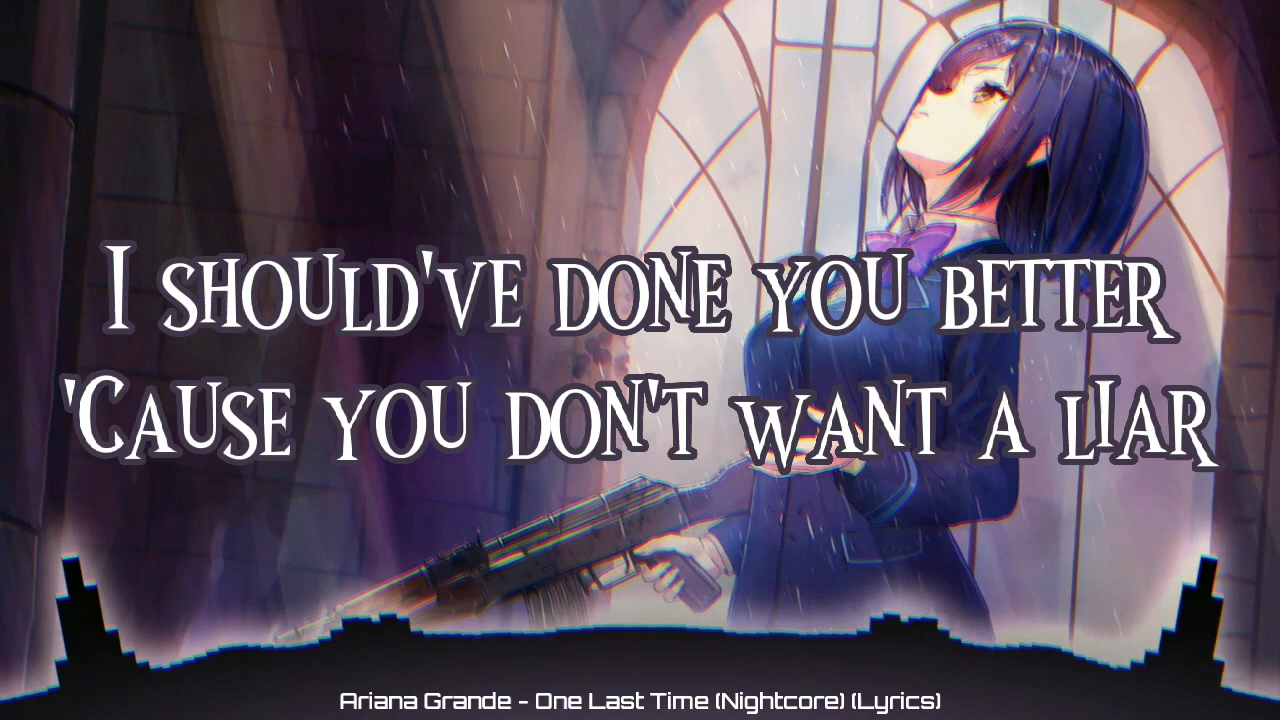 I should've done you better
'Cause you don't want a liar
Ariana Grande - One Last Time (Nightcore) (Lyrics)